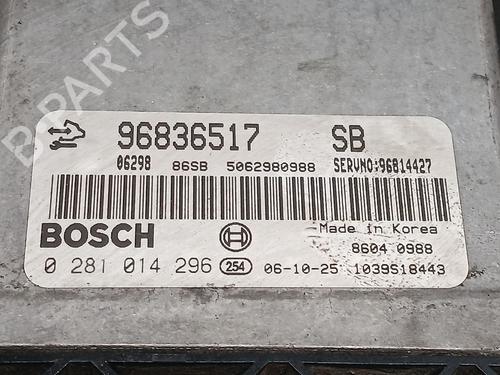 B-PARTS
96836517 SB
06298 86SB 5062980988 SERVNO:96814427
BOSCH Made in Korea
8604 0988
0 281 014 296 254 06-10-25 1039S18443